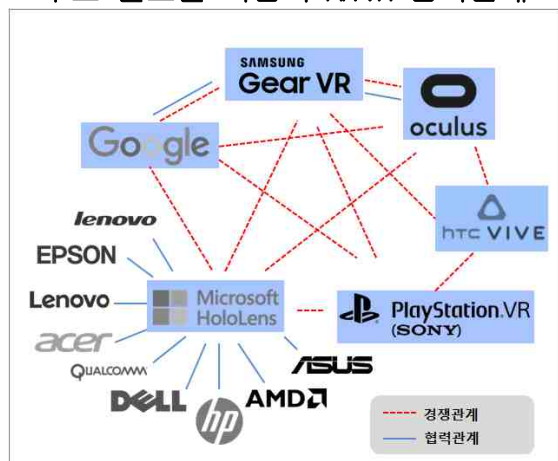 SAMSUNG
Gear VR
Google
oculus
HTC VIVE
lenovo
EPSON
Lenovo
Microsoft
HoloLens
PlayStation.VR
(SONY)
acer
QUALCOMM
DELL
hp
AMD
ASUS
경쟁관계
협력관계